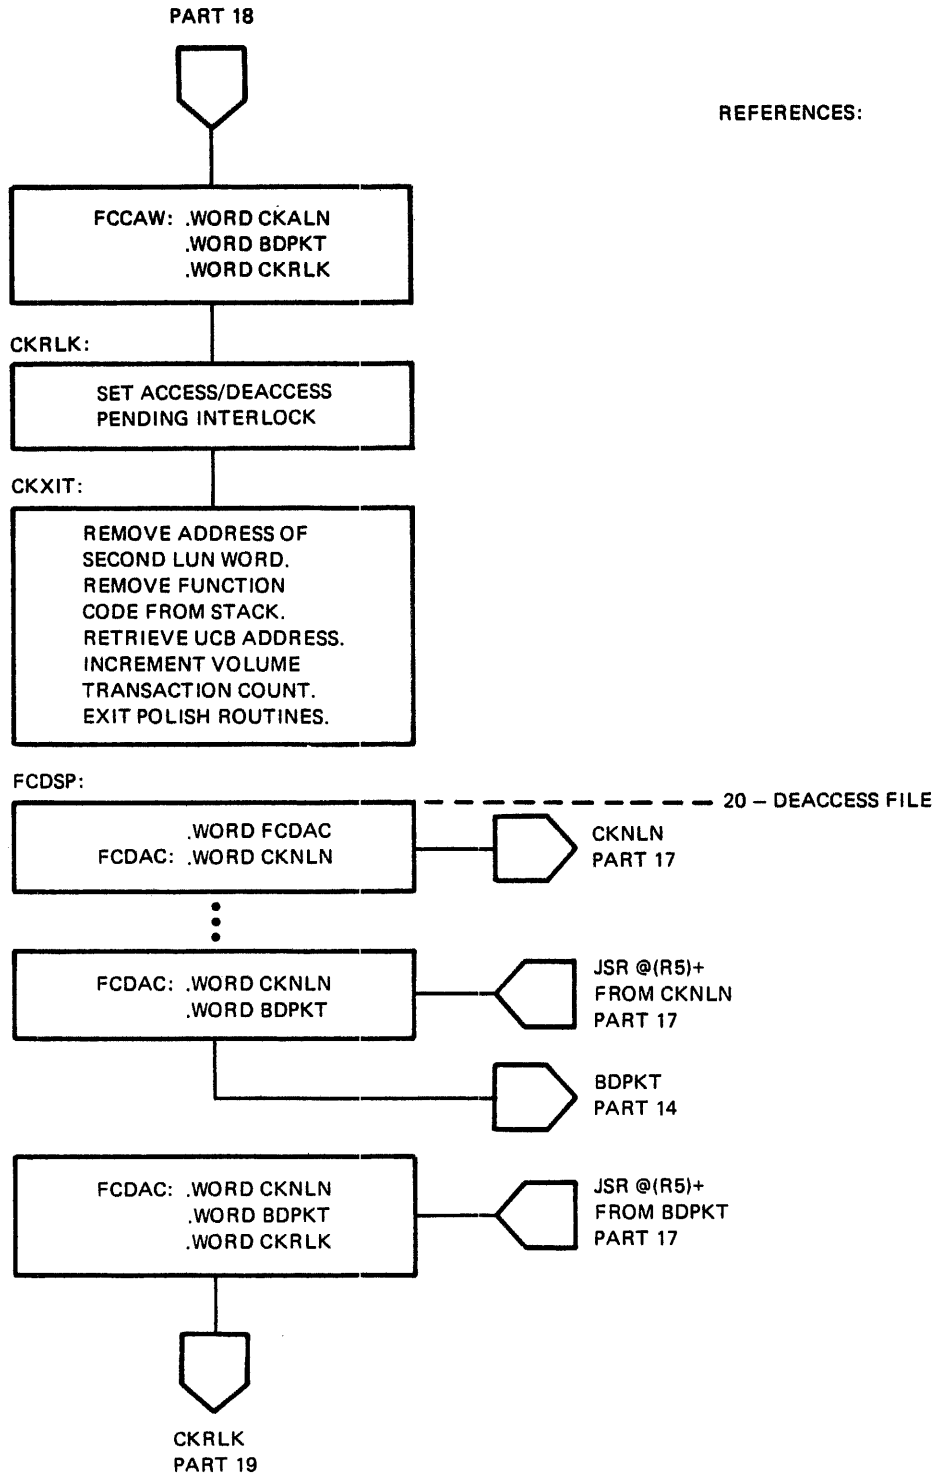 PART 18
REFERENCES:
FCCAW: .WORD CKALN
.WORD BDPKT
.WORD CKRLK
CKRLK:
SET ACCESS/DEACCESS
PENDING INTERLOCK
CKXIT:
REMOVE ADDRESS OF
SECOND LUN WORD.
REMOVE FUNCTION
CODE FROM STACK.
RETRIEVE UCB ADDRESS.
INCREMENT VOLUME
TRANSACTION COUNT.
EXIT POLISH ROUTINES.
FCDSP:
20 – DEACCESS FILE
.WORD FCDAC
FCDAC: .WORD CKNLN
CKNLN
PART 17
FCDAC: .WORD CKNLN
.WORD BDPKT
JSR @(R5)+
FROM CKNLN
PART 17
BDPKT
PART 14
FCDAC: .WORD CKNLN
.WORD BDPKT
.WORD CKRLK
JSR @(R5)+
FROM BDPKT
PART 17
CKRLK
PART 19